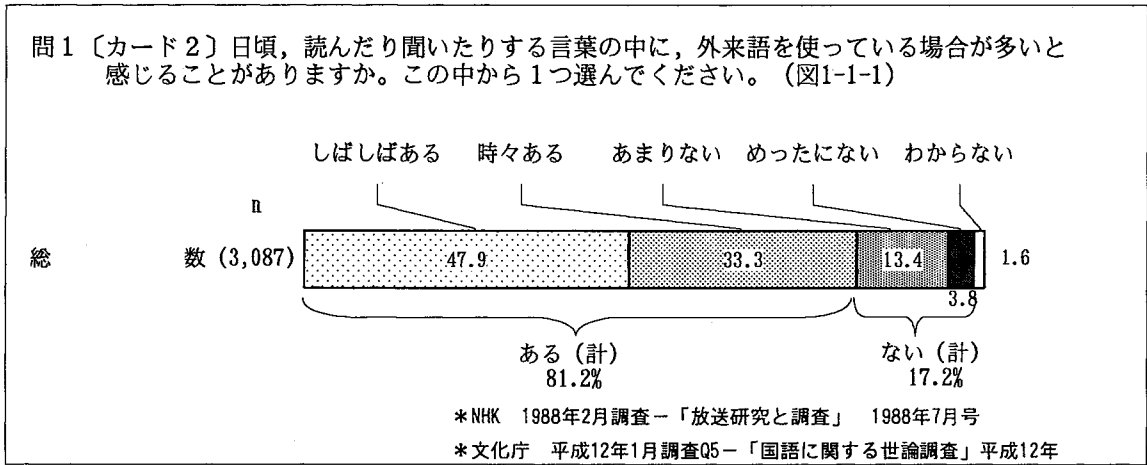 問1〔カード2〕日頃,読んだり聞いたりする言葉の中に,外来語を使っている場合が多いと
感じることがありますか。この中から1つ選んでください。(図1-1-1)
しばしばある 時々ある あまりない めったにない わからない
n
総 数 (3,087) 47.9 33.3 13.4 1.6
3.8
ある(計) ない(計)
81.2% 17.2%
*NHK 1988年2月調査-「放送研究と調査」 1988年7月号
*文化庁 平成12年1月調査Q5-「国語に関する世論調査」平成12年